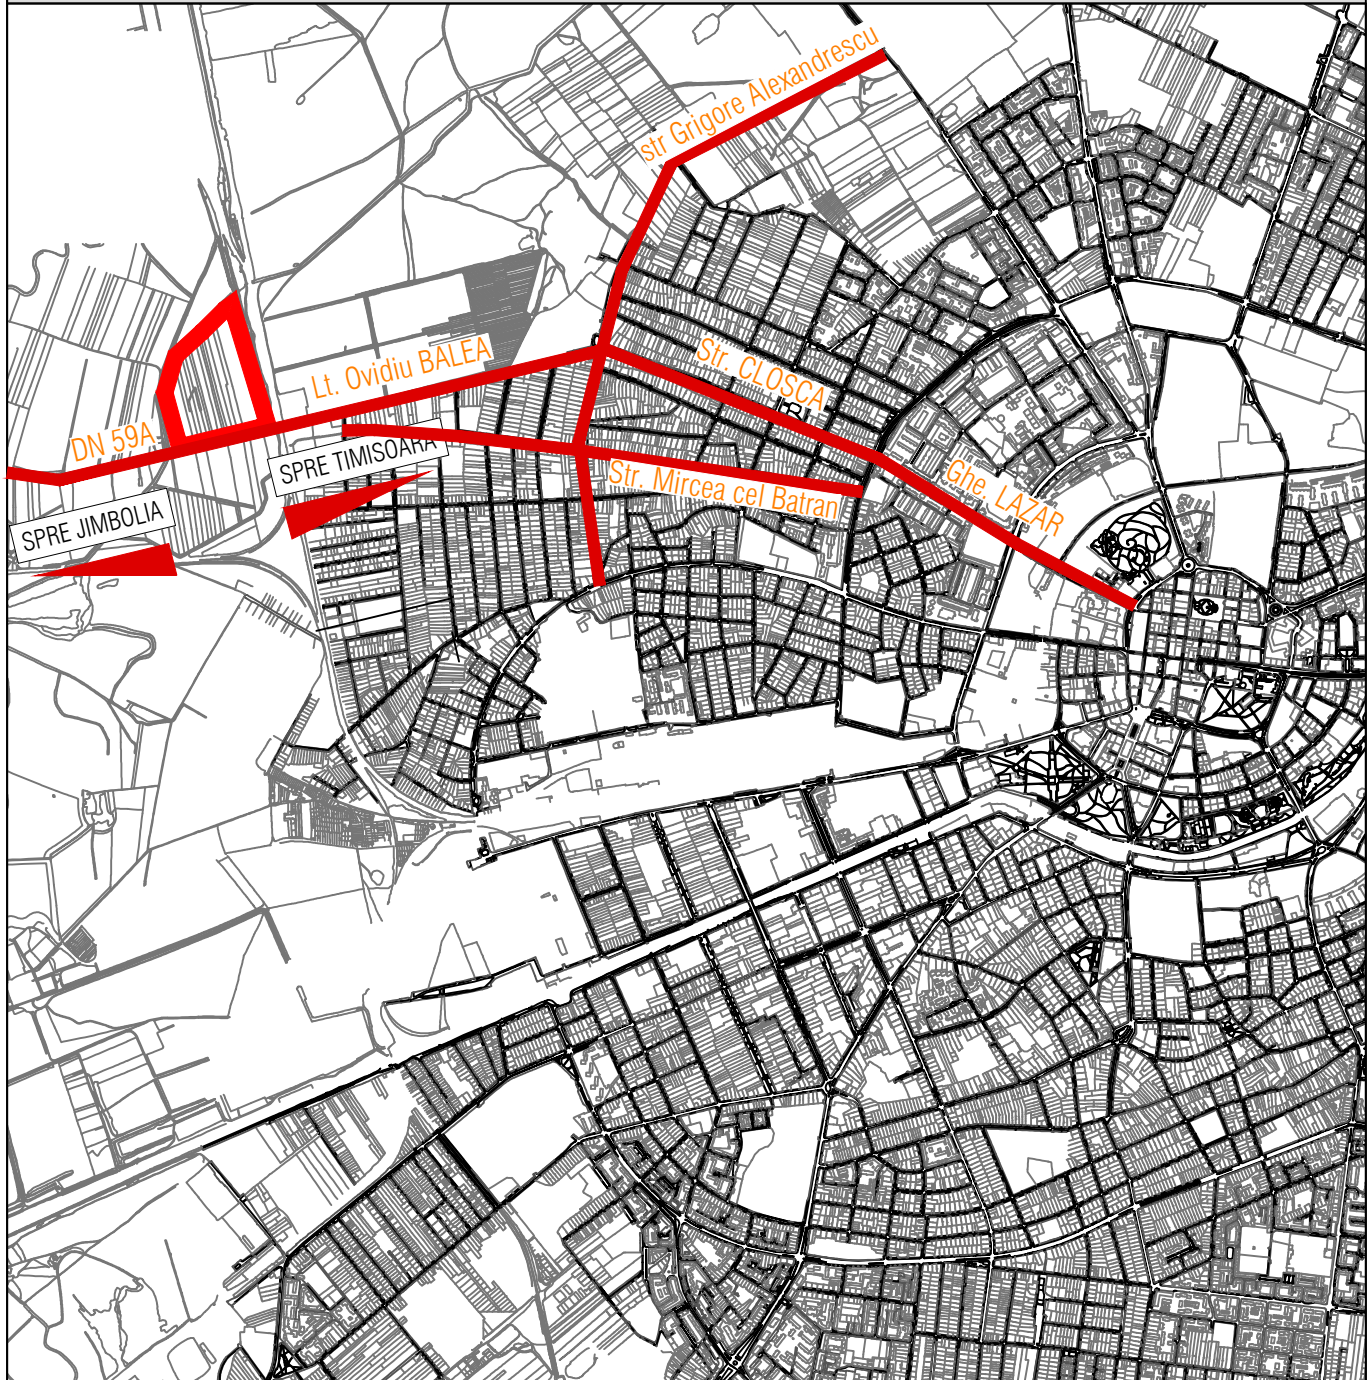 str Grigore Alexandrescu
Str. CLOSCA
Lt. Ovidiu BALEA
DN 59A
SPRE TIMISOARA
Str. Mircea cel Batran
Ghe. LAZAR
SPRE JIMBOLIA